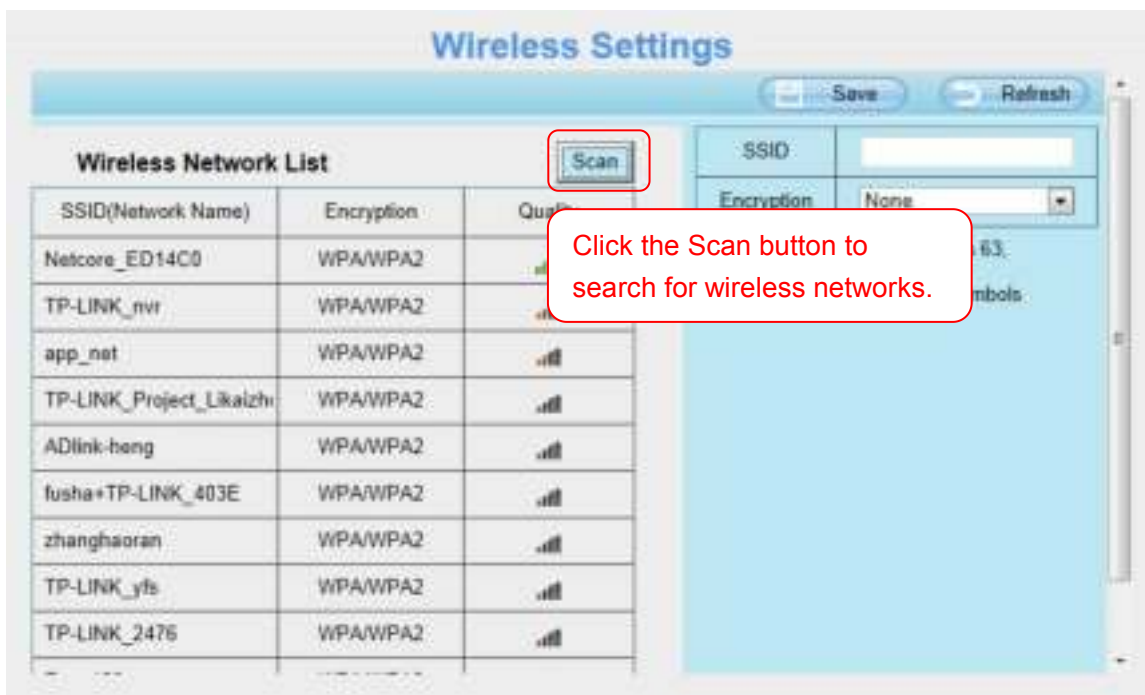 Wireless Settings
Save Refresh
Wireless Network List Scan
SSID
SSID(Network Name) Encryption
Encryption None
Click the Scan button to
search for wireless networks.
63,
Netcore_ED14C0 WPA/WPA2
TP-LINK_nvr WPA/WPA2
app_net WPA/WPA2
TP-LINK_Project_Likaizh
ADlink-heng WPA/WPA2
WPA/WPA2
fusha+TP-LINK_403E WPA/WPA2
zhanghaoran WPA/WPA2
TP-LINK_yfs WPA/WPA2
TP-LINK_2476 WPA/WPA2